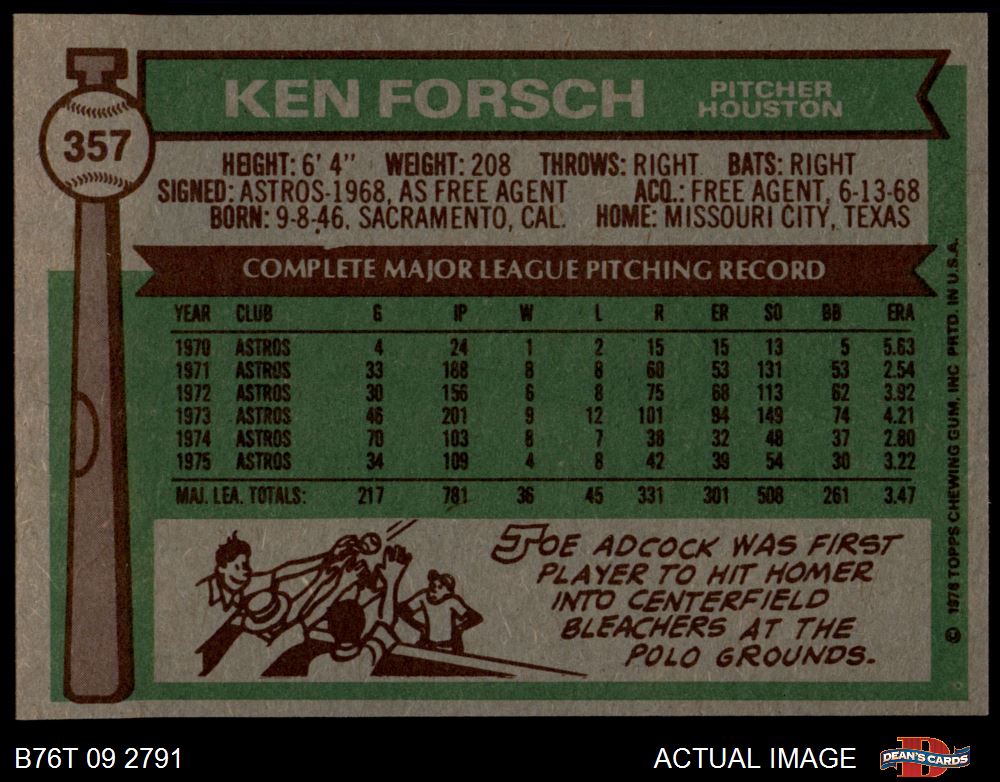 KEN FORSCH
PITCHER
HOUSTON
357
HEIGHT: 6' 4" WEIGHT: 208 THROWS: RIGHT BATS: RIGHT
SIGNED: ASTROS-1968, AS FREE AGENT ACQ.: FREE AGENT, 6-13-68
BORN: 9-8-46, SACRAMENTO, CAL. HOME: MISSOURI CITY, TEXAS
COMPLETE MAJOR LEAGUE PITCHING RECORD
YEAR CLUB G IP W L R ER SO BB ERA
1970 ASTROS 4 24 1 2 15 15 13 5 5.63
1971 ASTROS 33 188 8 8 60 53 131 53 2.54
1972 ASTROS 30 156 6 8 75 68 113 62 3.92
1973 ASTROS 46 201 9 12 101 94 149 74 4.21
1974 ASTROS 70 103 8 7 38 32 48 37 2.80
1975 ASTROS 34 109 4 8 42 39 54 30 3.22
MAJ. LEA. TOTALS: 217 781 36 45 331 301 508 261 3.47
JOE ADCOCK WAS FIRST
PLAYER TO HIT HOMER
INTO CENTERFIELD
BLEACHERS AT THE
POLO GROUNDS.
© 1976 TOPPS CHEWING GUM, INC PRTD. IN U.S.A.
B76T 09 2791
ACTUAL IMAGE
D
DEAN'S CARDS